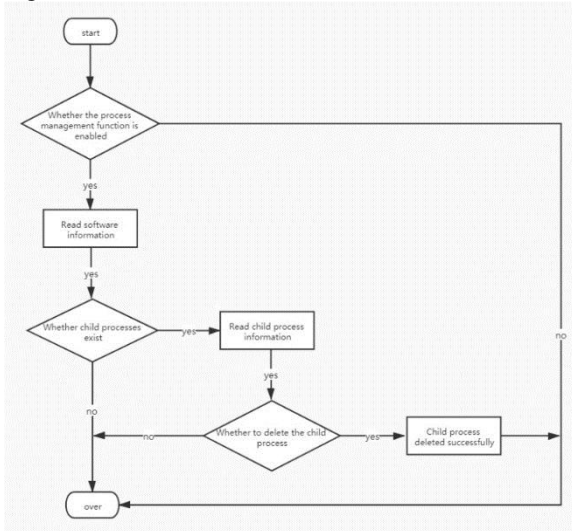 start
Whether the process
management function is
enabled
yes
Read software
information
yes
Whether child processes
exist
yes
Read child process
information
no
yes
no
Whether to delete the child
process
no
yes
Child process
deleted successfully
over